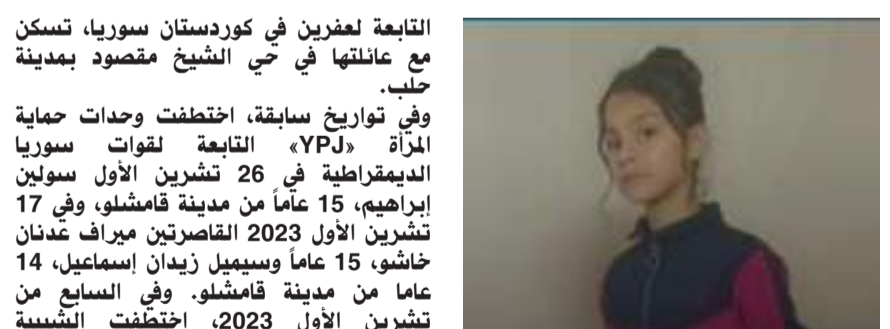 التابعة لعفرين في كوردستان سوريا، تسكن
مع عائلتها في حي الشيخ مقصود بمدينة
حلب.
وفي تواريخ سابقة، اختطفت وحدات حماية
المرأة «YPJ» التابعة لقوات سوريا
الديمقراطية في 26 تشرين الأول سولين
إبراهيم، 15 عاماً من مدينة قامشلو، وفي 17
تشرين الأول 2023 القاصرتين ميراف عدنان
خاشو، 15 عاماً وسيميل زيدان إسماعيل، 14
عاما من مدينة قامشلو. وفي السابع من
تشرين الأول 2023، اختطفت الشبيبة